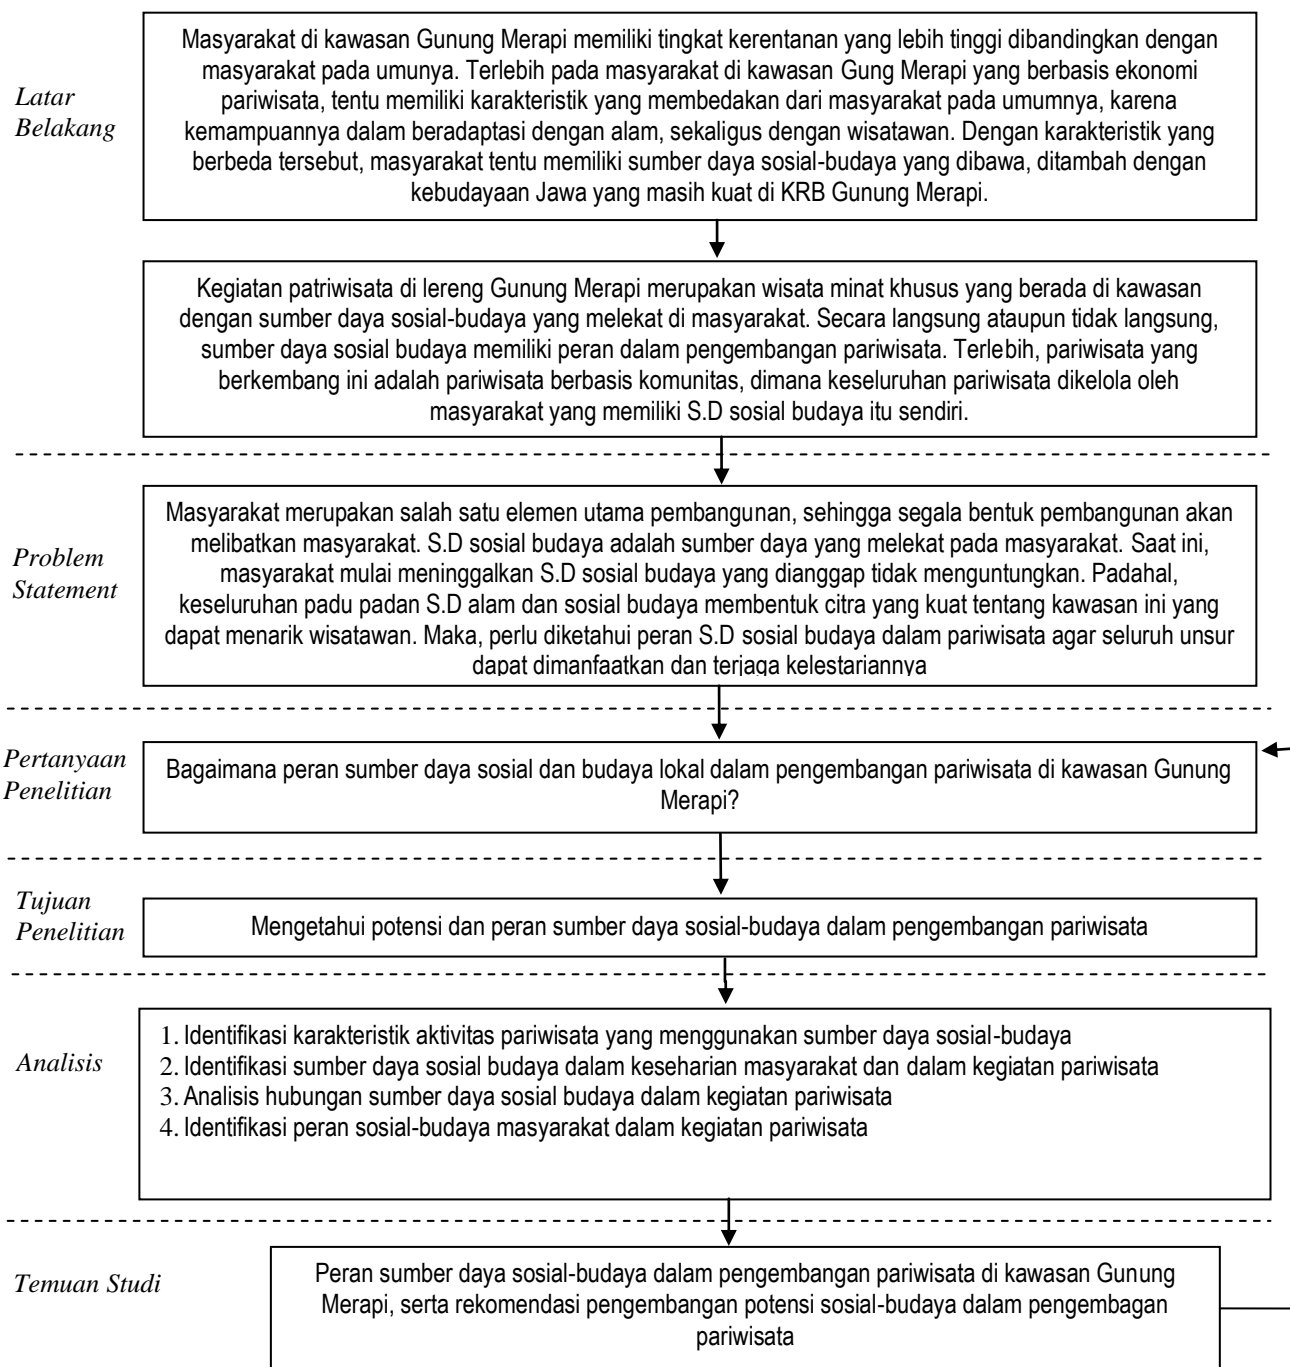 Latar
Belakang
Masyarakat di kawasan Gunung Merapi memiliki tingkat kerentanan yang lebih tinggi dibandingkan dengan
masyarakat pada umunya. Terlebih pada masyarakat di kawasan Gung Merapi yang berbasis ekonomi
pariwisata, tentu memiliki karakteristik yang membedakan dari masyarakat pada umumnya, karena
kemampuannya dalam beradaptasi dengan alam, sekaligus dengan wisatawan. Dengan karakteristik yang
berbeda tersebut, masyarakat tentu memiliki sumber daya sosial-budaya yang dibawa, ditambah dengan
kebudayaan Jawa yang masih kuat di KRB Gunung Merapi.
Kegiatan patriwisata di lereng Gunung Merapi merupakan wisata minat khusus yang berada di kawasan
dengan sumber daya sosial-budaya yang melekat di masyarakat. Secara langsung ataupun tidak langsung,
sumber daya sosial budaya memiliki peran dalam pengembangan pariwisata. Terlebih, pariwisata yang
berkembang ini adalah pariwisata berbasis komunitas, dimana keseluruhan pariwisata dikelola oleh
masyarakat yang memiliki S.D sosial budaya itu sendiri.
Problem
Statement
Masyarakat merupakan salah satu elemen utama pembangunan, sehingga segala bentuk pembangunan akan
melibatkan masyarakat. S.D sosial budaya adalah sumber daya yang melekat pada masyarakat. Saat ini,
masyarakat mulai meninggalkan S.D sosial budaya yang dianggap tidak menguntungkan. Padahal,
keseluruhan padu padan S.D alam dan sosial budaya membentuk citra yang kuat tentang kawasan ini yang
dapat menarik wisatawan. Maka, perlu diketahui peran S.D sosial budaya dalam pariwisata agar seluruh unsur
dapat dimanfaatkan dan terjaga kelestariannya
Pertanyaan
Penelitian
Bagaimana peran sumber daya sosial dan budaya lokal dalam pengembangan pariwisata di kawasan Gunung
Merapi?
Tujuan
Penelitian
Mengetahui potensi dan peran sumber daya sosial-budaya dalam pengembangan pariwisata
Analisis
1. Identifikasi karakteristik aktivitas pariwisata yang menggunakan sumber daya sosial-budaya
2. Identifikasi sumber daya sosial budaya dalam keseharian masyarakat dan dalam kegiatan pariwisata
3. Analisis hubungan sumber daya sosial budaya dalam kegiatan pariwisata
4. Identifikasi peran sosial-budaya masyarakat dalam kegiatan pariwisata
Temuan Studi
Peran sumber daya sosial-budaya dalam pengembangan pariwisata di kawasan Gunung
Merapi, serta rekomendasi pengembangan potensi sosial-budaya dalam pengembagan
pariwisata